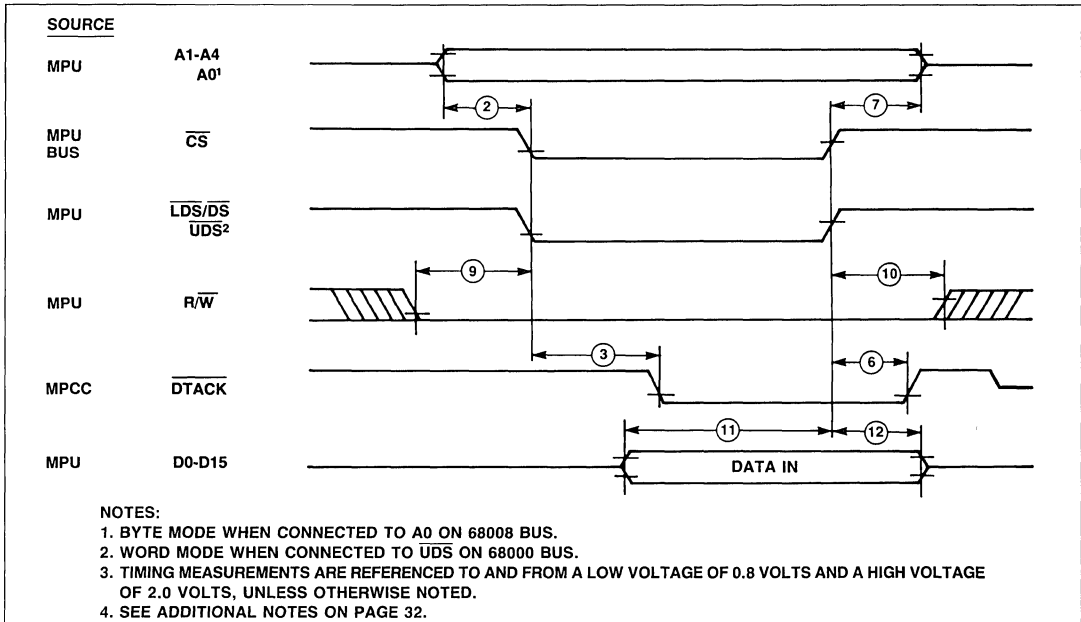 SOURCE
MPU A1-A4
A0¹
2
7
MPU
BUS
CS
MPU LDS/DS
UDS²
9
10
MPU R/W
3
6
MPCC DTACK
11
12
MPU D0-D15 DATA IN
NOTES:
1. BYTE MODE WHEN CONNECTED TO A0 ON 68008 BUS.
2. WORD MODE WHEN CONNECTED TO UDS ON 68000 BUS.
3. TIMING MEASUREMENTS ARE REFERENCED TO AND FROM A LOW VOLTAGE OF 0.8 VOLTS AND A HIGH VOLTAGE
OF 2.0 VOLTS, UNLESS OTHERWISE NOTED.
4. SEE ADDITIONAL NOTES ON PAGE 32.